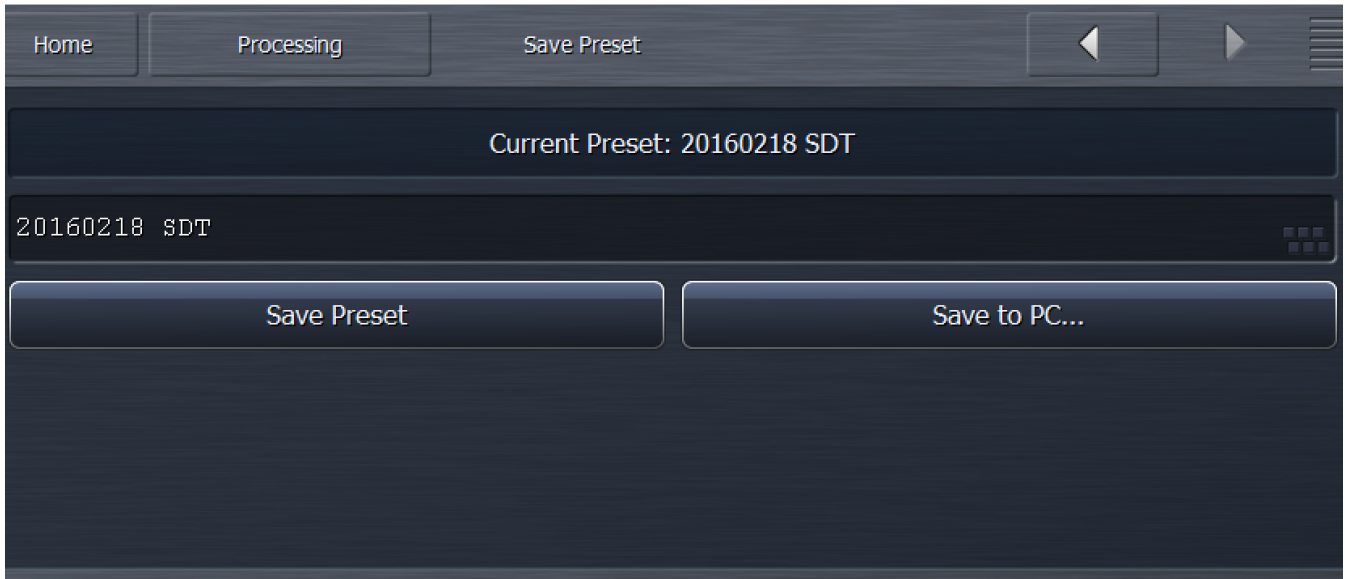 Home Processing Save Preset
Current Preset: 20160218 SDT
20160218 SDT
Save Preset Save to PC...